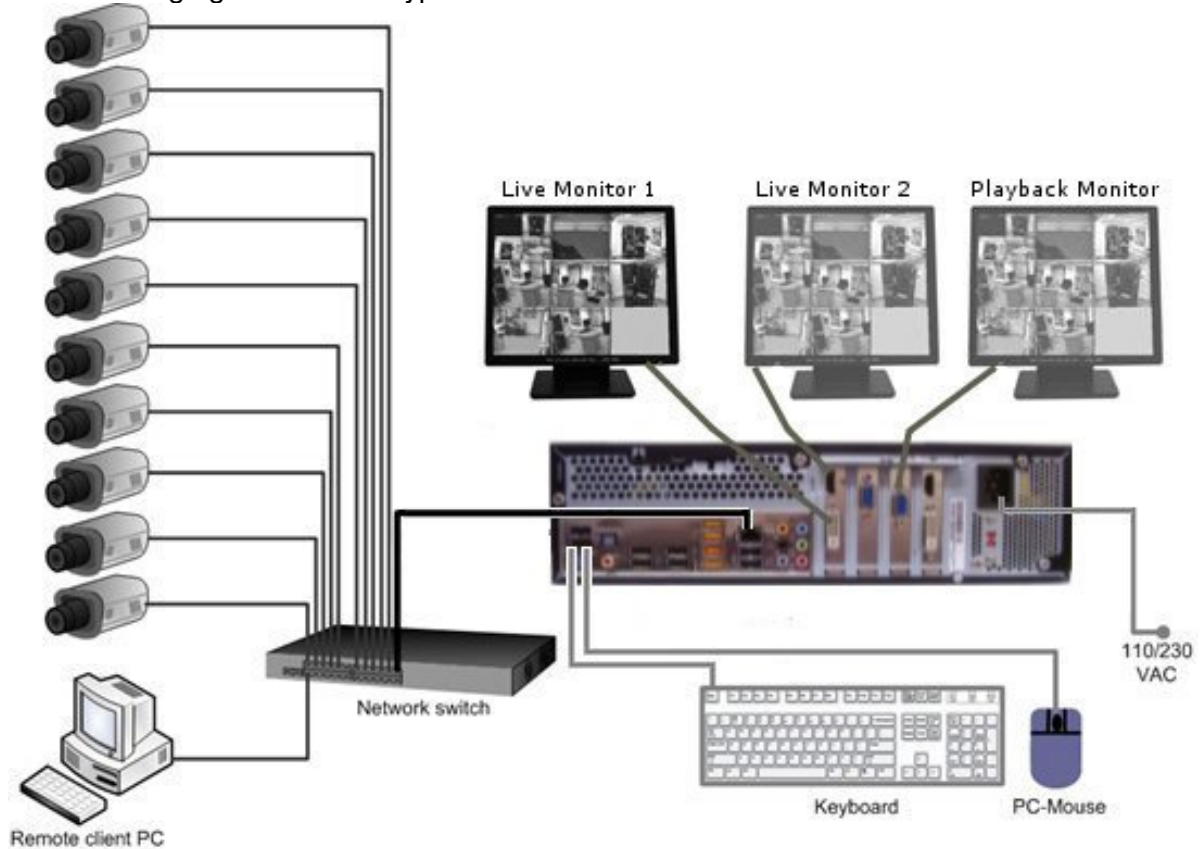 Live Monitor 1
Live Monitor 2
Playback Monitor
110/230
VAC
Network switch
Keyboard
PC-Mouse
Remote client PC